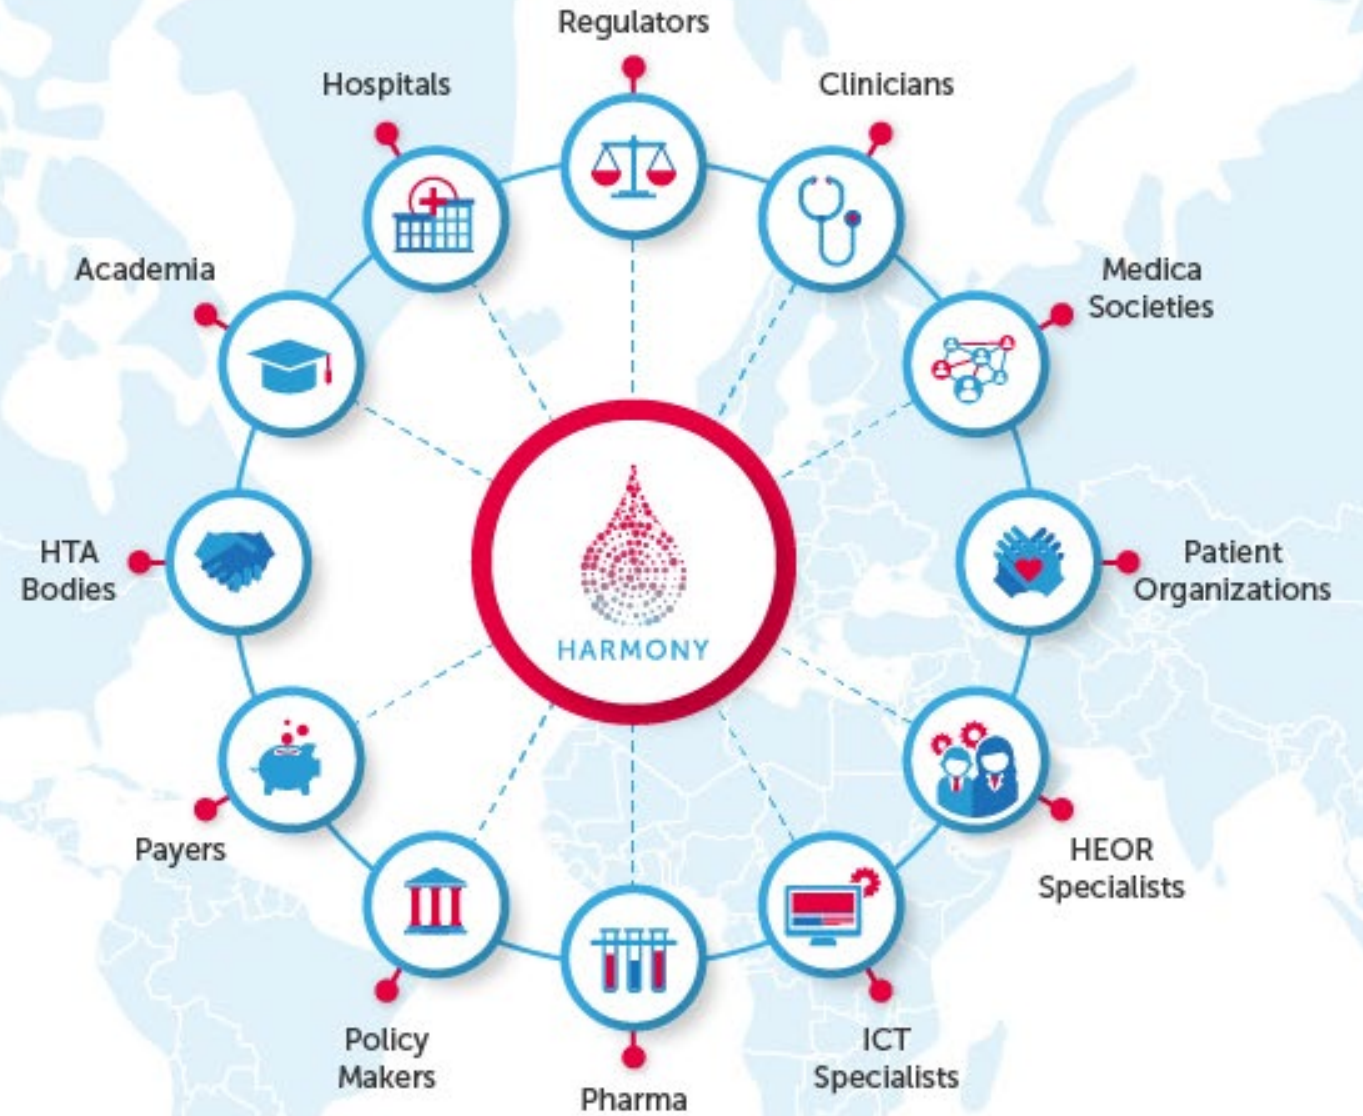 Regulators
Hospitals
Clinicians
Academia
Medica
Societies
HTA
Bodies
HARMONY
Patient
Organizations
Payers
HEOR
Specialists
Policy
Makers
ICT
Specialists
Pharma